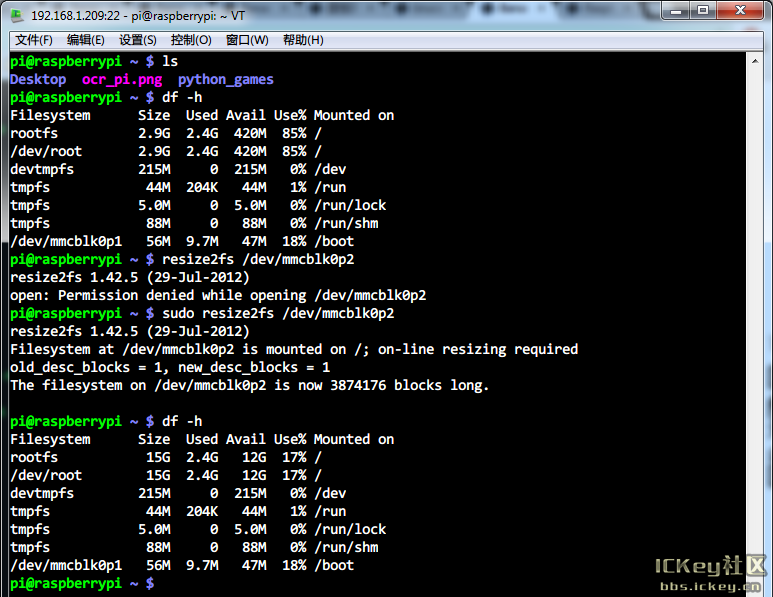 192.168.1.209:22 - pi@raspberrypi: ~ VT
文件(F) 编辑(E) 设置(S) 控制(O) 窗口(W) 帮助(H)
pi@raspberrypi ~ $ ls
Desktop  ocr_pi.png  python_games
pi@raspberrypi ~ $ df -h
Filesystem      Size  Used Avail Use% Mounted on
rootfs          2.9G  2.4G  420M  85% /
/dev/root       2.9G  2.4G  420M  85% /
devtmpfs        215M     0  215M   0% /dev
tmpfs            44M  204K   44M   1% /run
tmpfs           5.0M     0  5.0M   0% /run/lock
tmpfs            88M     0   88M   0% /run/shm
/dev/mmcblk0p1   56M  9.7M   47M  18% /boot
pi@raspberrypi ~ $ resize2fs /dev/mmcblk0p2
resize2fs 1.42.5 (29-Jul-2012)
open: Permission denied while opening /dev/mmcblk0p2
pi@raspberrypi ~ $ sudo resize2fs /dev/mmcblk0p2
resize2fs 1.42.5 (29-Jul-2012)
Filesystem at /dev/mmcblk0p2 is mounted on /; on-line resizing required
old_desc_blocks = 1, new_desc_blocks = 1
The filesystem on /dev/mmcblk0p2 is now 3874176 blocks long.
pi@raspberrypi ~ $ df -h
Filesystem      Size  Used Avail Use% Mounted on
rootfs           15G  2.4G   12G  17% /
/dev/root        15G  2.4G   12G  17% /
devtmpfs        215M     0  215M   0% /dev
tmpfs            44M  204K   44M   1% /run
tmpfs           5.0M     0  5.0M   0% /run/lock
tmpfs            88M     0   88M   0% /run/shm
/dev/mmcblk0p1   56M  9.7M   47M  18% /boot
pi@raspberrypi ~ $
ICKey社区
bbs.ickey.cn